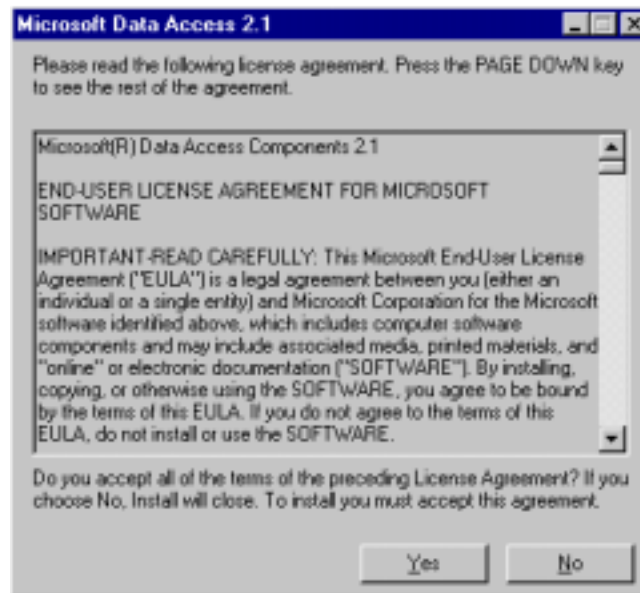 Microsoft Data Access 2.1
Please read the following license agreement. Press the PAGE DOWN key
to see the rest of the agreement.
Microsoft(R) Data Access Components 2.1
END-USER LICENSE AGREEMENT FOR MICROSOFT
SOFTWARE
IMPORTANT-READ CAREFULLY: This Microsoft End-User License
Agreement ("EULA") is a legal agreement between you (either an
individual or a single entity) and Microsoft Corporation for the Microsoft
software identified above, which includes computer software
components and may include associated media, printed materials, and
"online" or electronic documentation ("SOFTWARE"). By installing,
copying, or otherwise using the SOFTWARE, you agree to be bound
by the terms of this EULA. If you do not agree to the terms of this
EULA, do not install or use the SOFTWARE.
Do you accept all of the terms of the preceding License Agreement? If you
choose No, Install will close. To install you must accept this agreement.
Yes
No